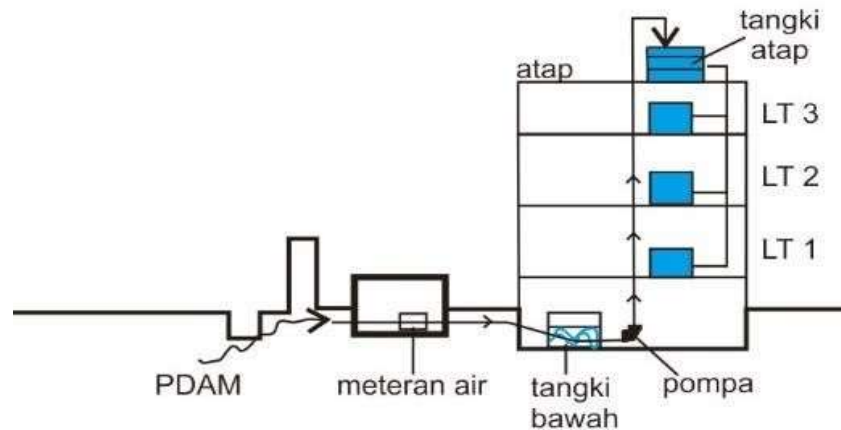 tangki
atap
atap
LT 3
LT 2
LT 1
PDAM
meteran air
tangki
bawah
pompa